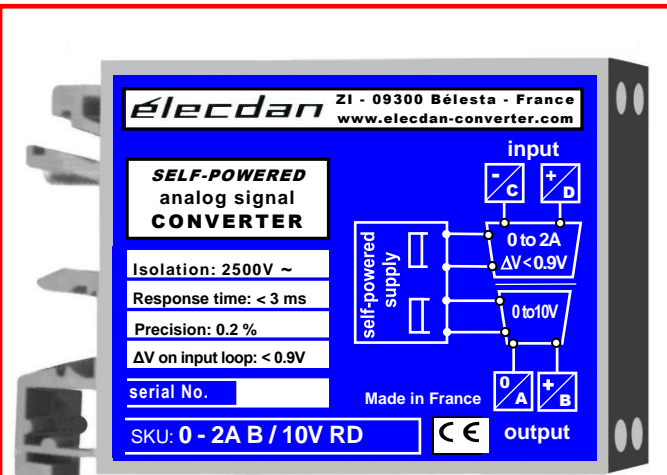 élecdan
ZI - 09300 Bélesta - France
www.elecdan-converter.com
SELF-POWERED
analog signal
CONVERTER
Isolation: 2500V ~
Response time: < 3 ms
Precision: 0.2 %
ΔV on input loop: < 0.9V
serial No.
SKU: 0 - 2A B / 10V RD
input
- C
+ D
0 to 2A
ΔV < 0.9V
self-powered
supply
0 to10V
0 A
+ B
Made in France
CE
output